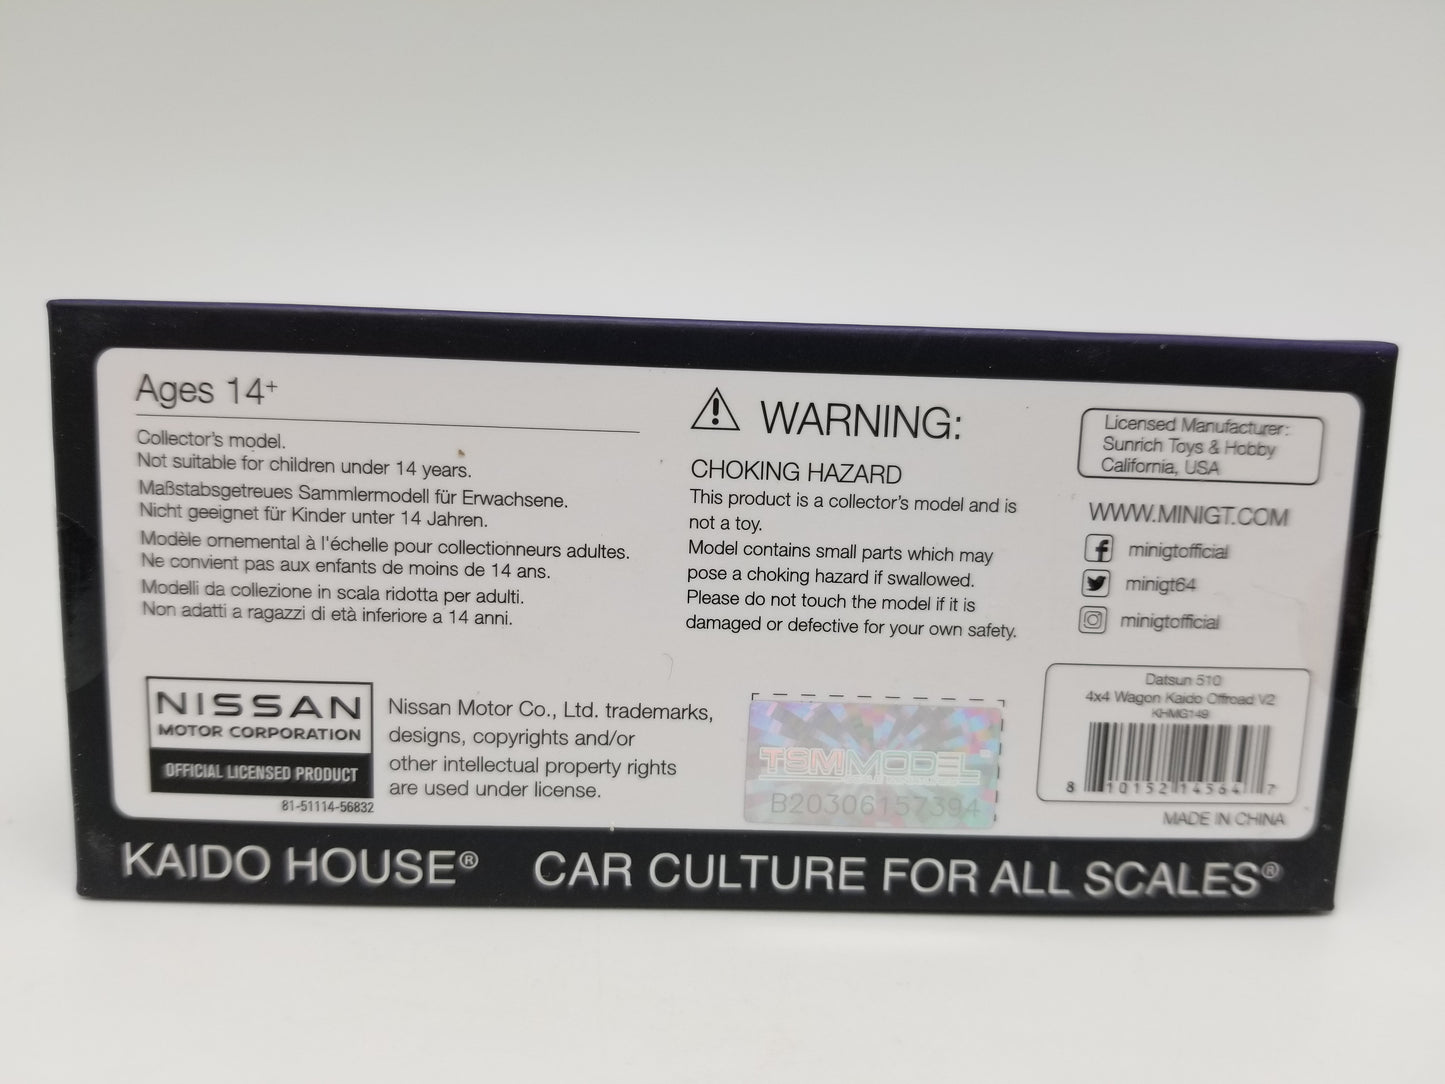 Ages 14+
Collector's model.
Not suitable for children under 14 years.
Maßstabsgetreues Sammlermodell für Erwachsene.
Nicht geeignet für Kinder unter 14 Jahren.
Modèle ornemental à l'échelle pour collectionneurs adultes.
Ne convient pas aux enfants de moins de 14 ans.
Modelli da collezione in scala ridotta per adulti.
Non adatti a ragazzi di età inferiore a 14 anni.
NISSAN
MOTOR CORPORATION
OFFICIAL LICENSED PRODUCT
81-51114-56832
Nissan Motor Co., Ltd. trademarks,
designs, copyrights and/or
other intellectual property rights
are used under license.
WARNING:
CHOKING HAZARD
This product is a collector's model and is
not a toy.
Model contains small parts which may
pose a choking hazard if swallowed.
Please do not touch the model if it is
damaged or defective for your own safety.
TSM MODEL
B20306157394
Licensed Manufacturer:
Sunrich Toys & Hobby
California, USA
WWW.MINIGT.COM
minigtofficial
minigt64
minigtofficial
Datsun 510
4x4 Wagon Kaido Offroad V2
KHMG149
8 10152 14564 7
MADE IN CHINA
KAIDO HOUSE® CAR CULTURE FOR ALL SCALES®